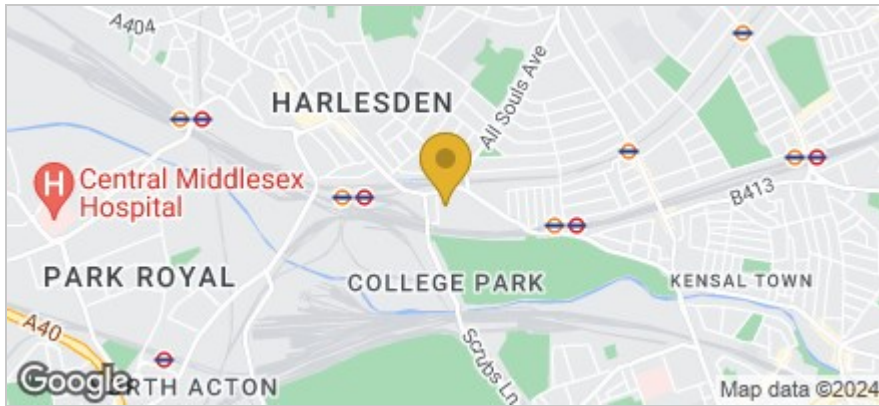 A404
HARLESDEN
All Souls Ave
H Central Middlesex
Hospital
B413
PARK ROYAL
COLLEGE PARK
KENSAL TOWN
A40
Scrubs Ln
Google
RTH ACTON
Map data ©2024